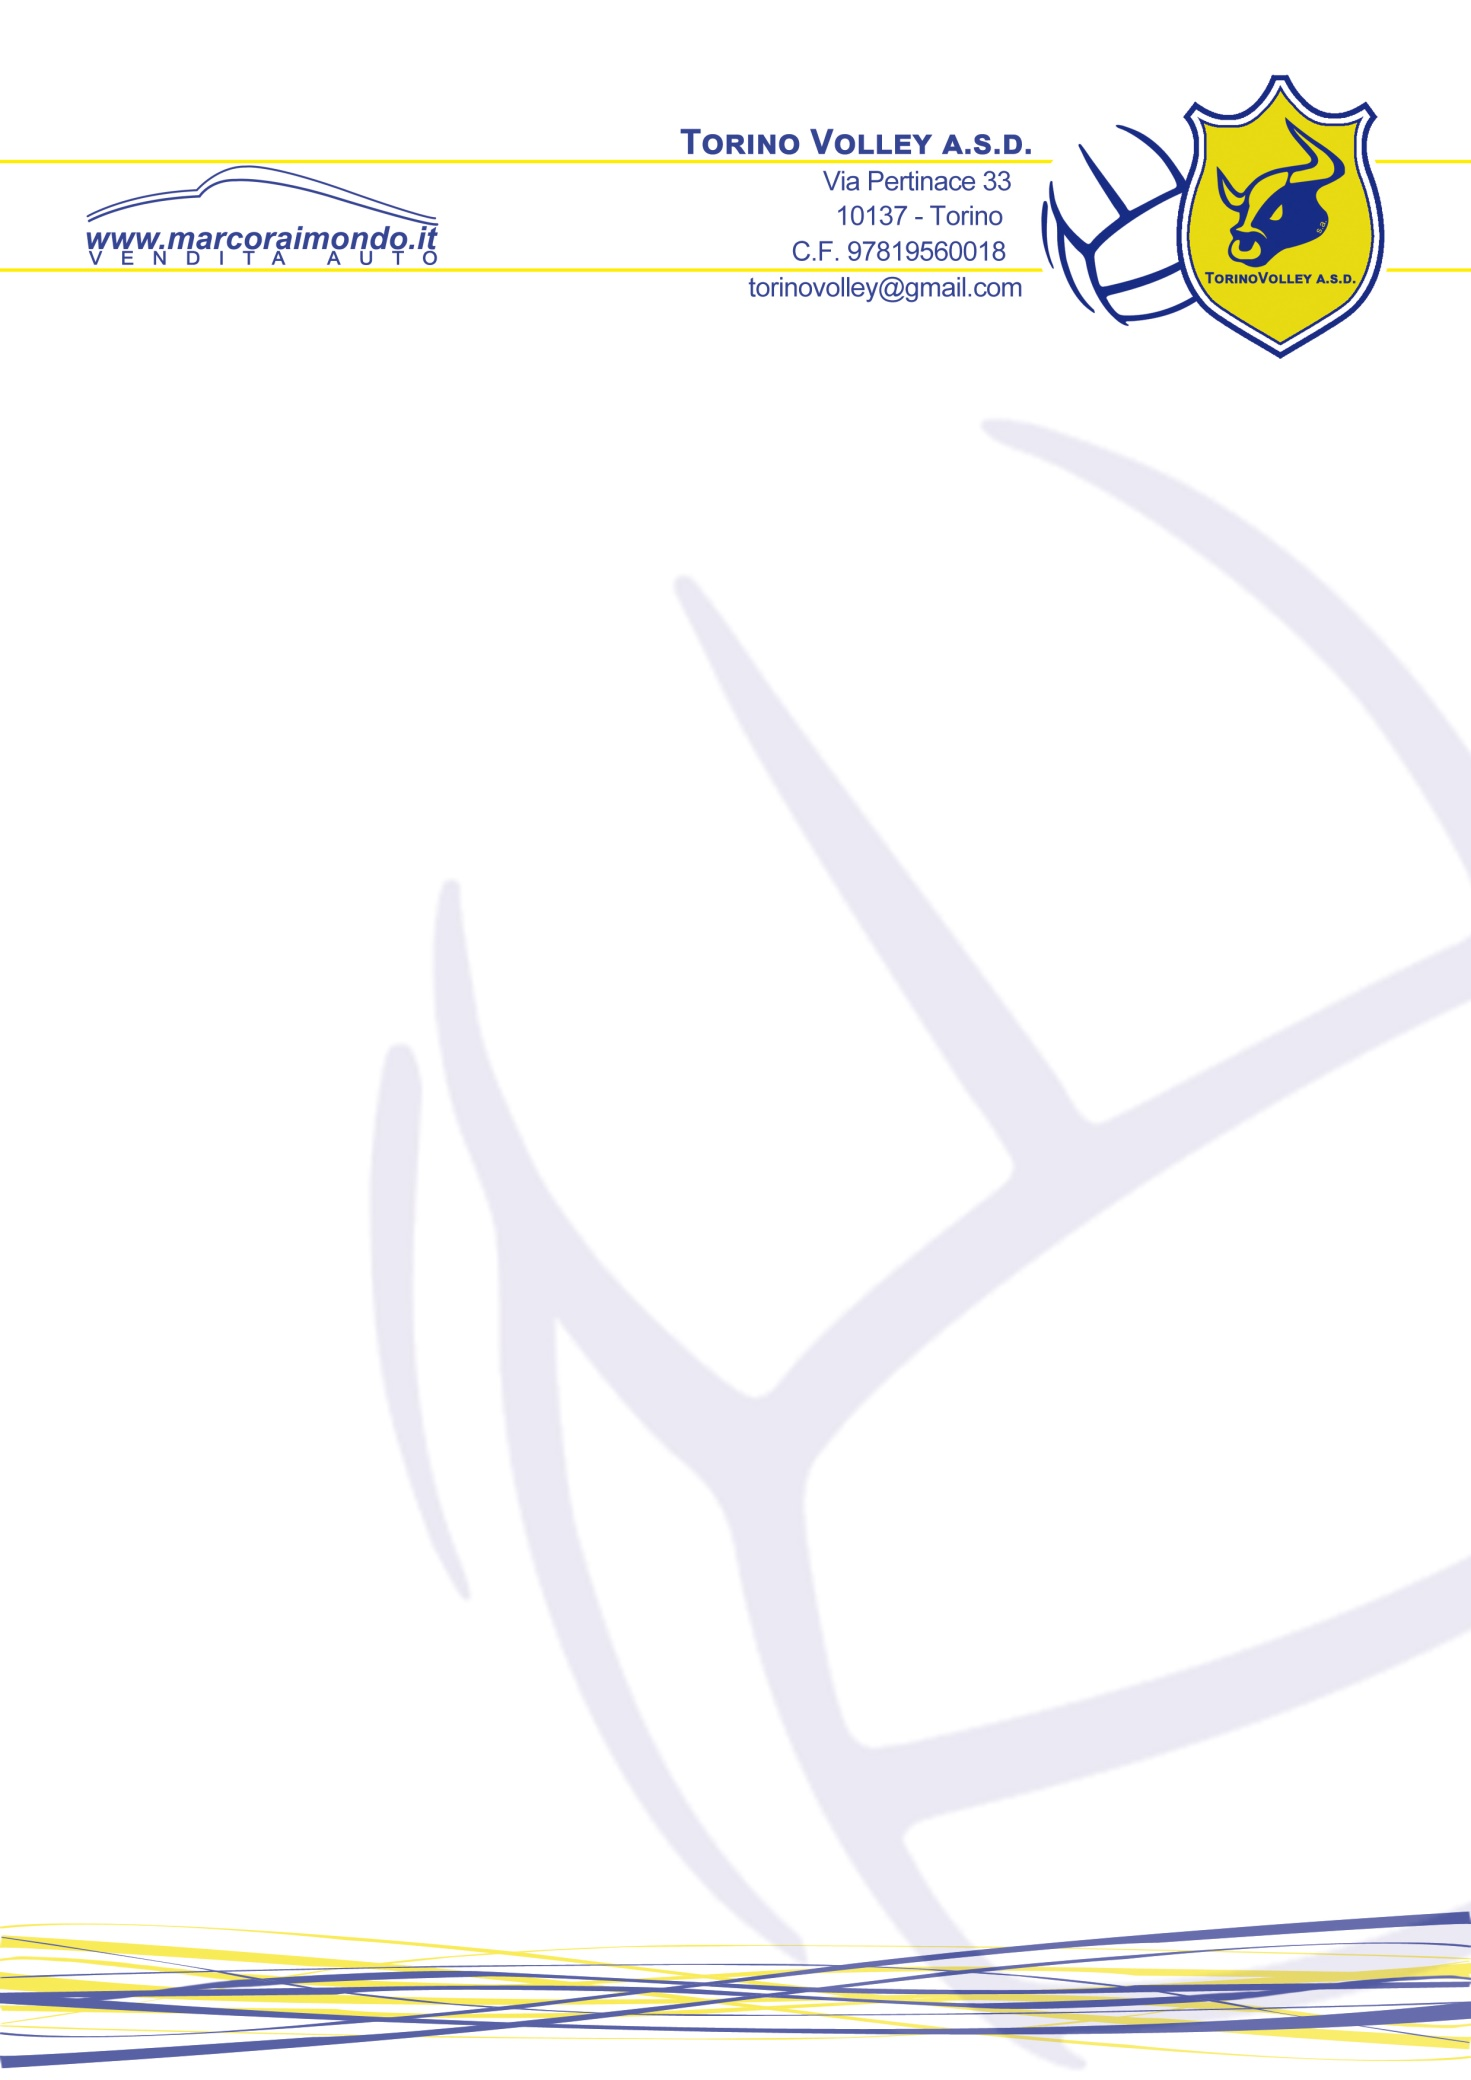 TORINO VOLLEY A.S.D.
Via Pertinace 33
10137 - Torino
C.F. 97819560018
torinovolley@gmail.com
www.marcoraimondo.it
VENDITA AUTO
TORINOVOLLEY A.S.D.
s.a.